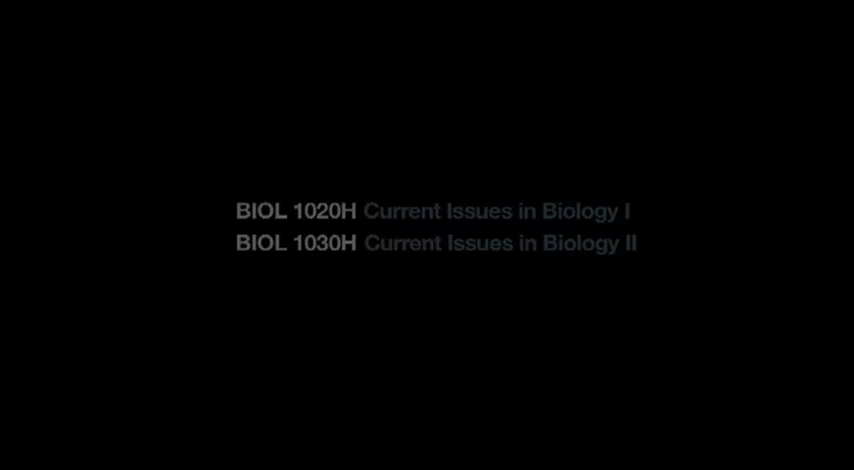 BIOL 1020H Current Issues in Biology I
BIOL 1030H Current Issues in Biology II